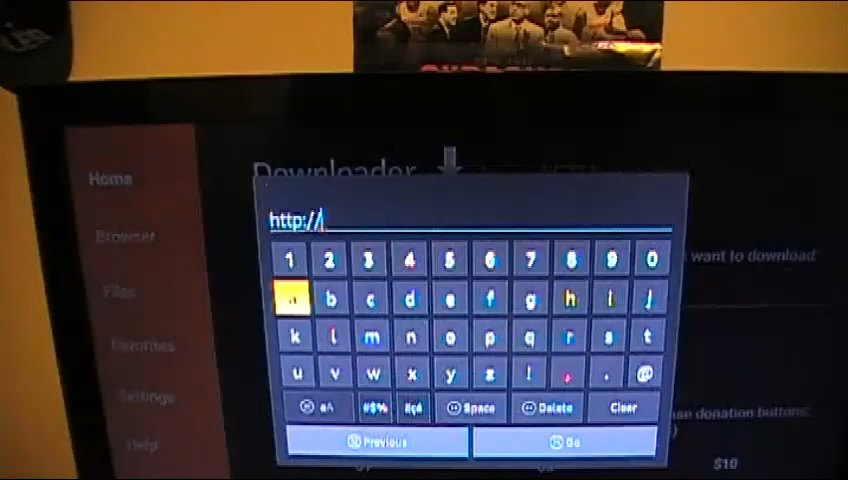 Home
Downloader
Browser
Files
Favorites
Settings
Help
want to download
http://
1 2 3 4 5 6 7 8 9 0
a b c d e f g h i j
k l m n o p q r s t
u v w x y z ! , . @
a^ #$% Space Delete Clear
Previous Go
donation buttons:
)
$10